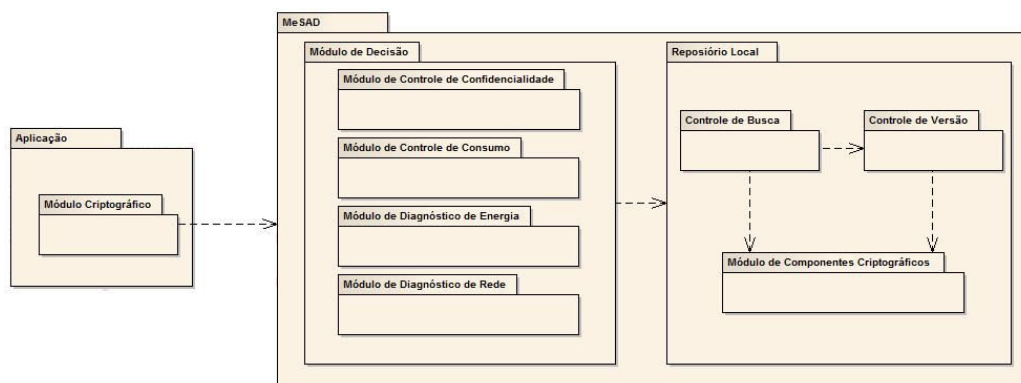 MeSAD
Módulo de Decisão
Reposiório Local
Módulo de Controle de Confidencialidade
Controle de Busca
Controle de Versão
Aplicação
Módulo de Controle de Consumo
Módulo Criptográfico
Módulo de Diagnóstico de Energia
Módulo de Componentes Criptográficos
Módulo de Diagnóstico de Rede